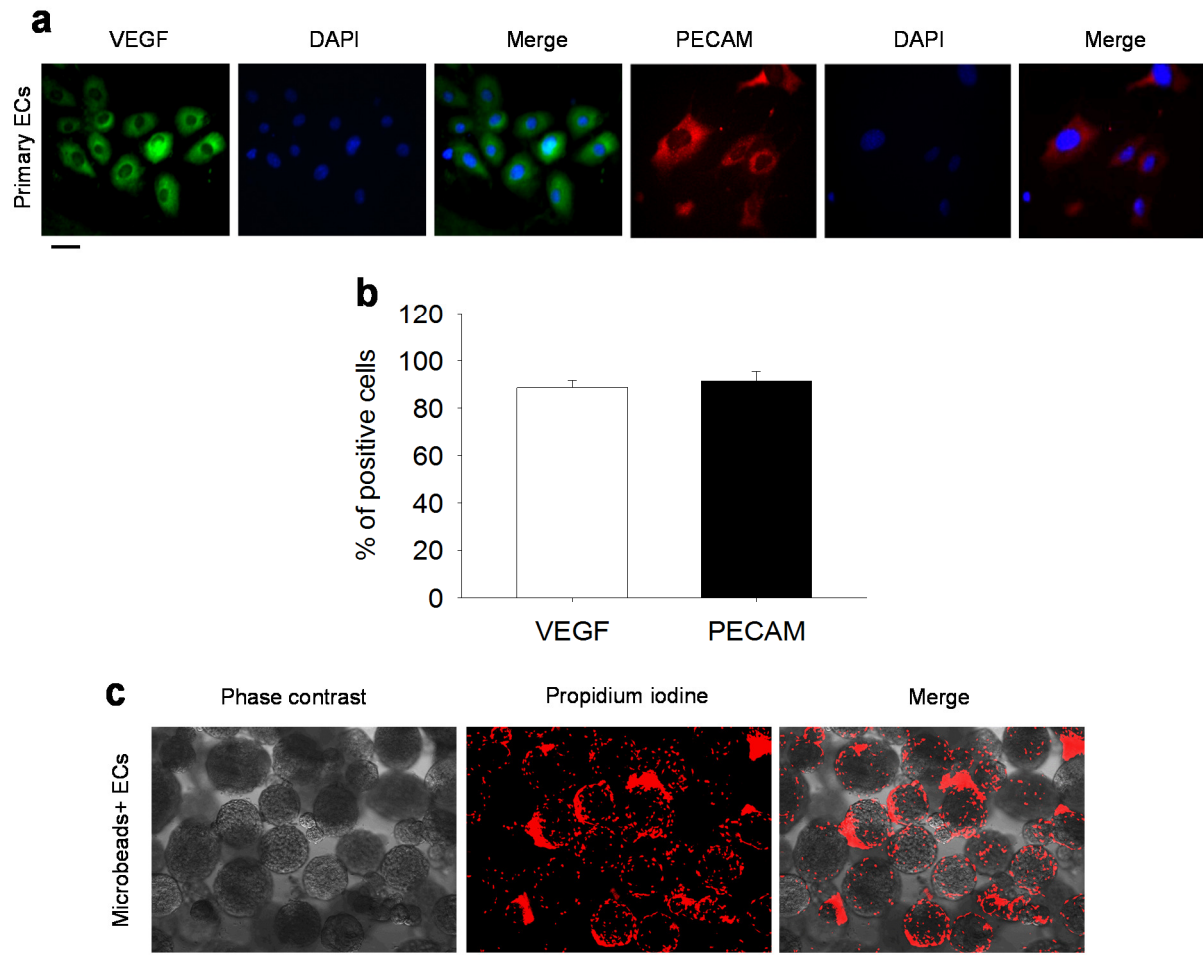 a
VEGF DAPI Merge PECAM DAPI Merge
Primary ECs
b
120
100
80
60
40
20
0
% of positive cells
VEGF PECAM
c
Phase contrast Propidium iodine Merge
Microbeads+ ECs